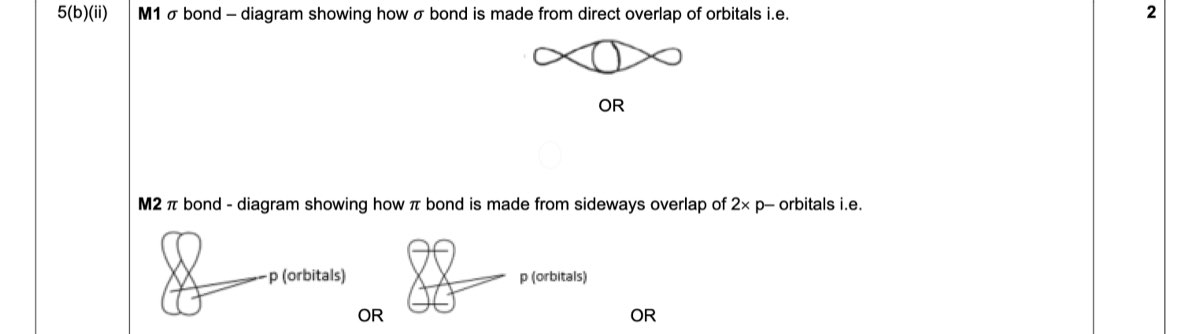 5(b)(ii) M1 σ bond – diagram showing how σ bond is made from direct overlap of orbitals i.e. 2
OR
M2 π bond - diagram showing how π bond is made from sideways overlap of 2× p– orbitals i.e.
p (orbitals) p (orbitals)
OR OR